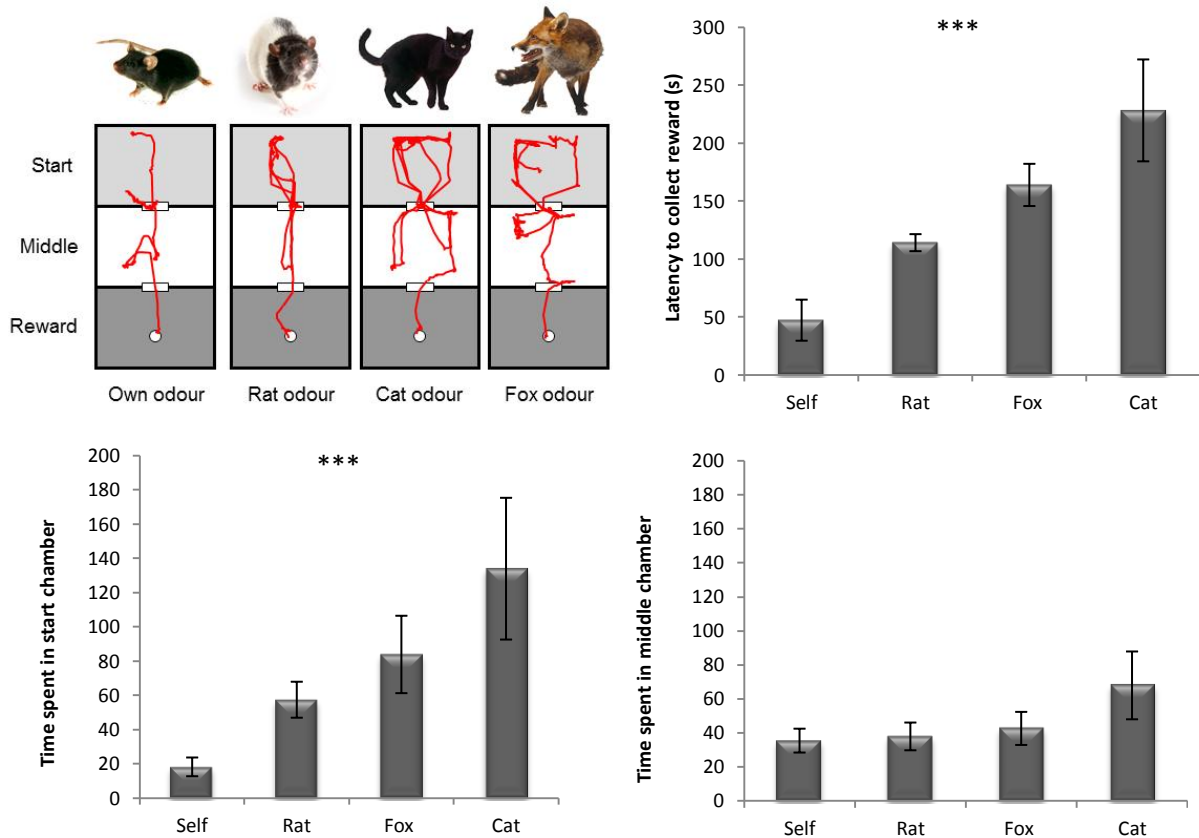 Start
Middle
Reward
Own odour
Rat odour
Cat odour
Fox odour
***
Latency to collect reward (s)
300
250
200
150
100
50
0
Self
Rat
Fox
Cat
***
Time spent in start chamber
200
180
160
140
120
100
80
60
40
20
0
Self
Rat
Fox
Cat
Time spent in middle chamber
200
180
160
140
120
100
80
60
40
20
0
Self
Rat
Fox
Cat